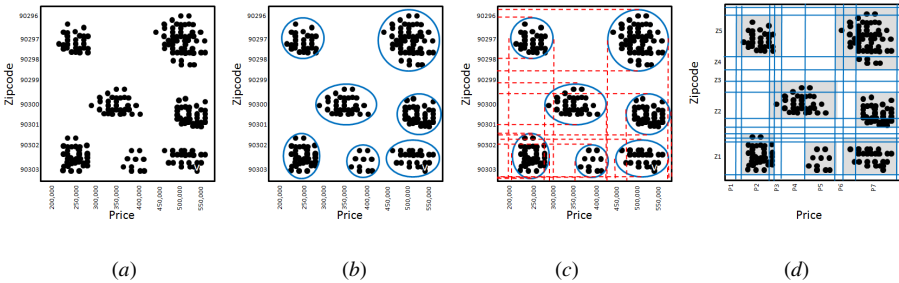 90296
90297
90298
90299
90300
90301
90302
90303
Zipcode
200,000
250,000
300,000
350,000
400,000
450,000
500,000
550,000
Price
V
(a)
90296
90297
90298
90299
90300
90301
90302
90303
Zipcode
200,000
250,000
300,000
350,000
400,000
450,000
500,000
550,000
Price
V
(b)
90296
90297
90298
90299
90300
90301
90302
90303
Zipcode
200,000
250,000
300,000
350,000
400,000
450,000
500,000
550,000
Price
V
(c)
Z5
Z4
Z3
Z2
Z1
Zipcode
P1
P2
P3
P4
P5
P6
P7
Price
(d)